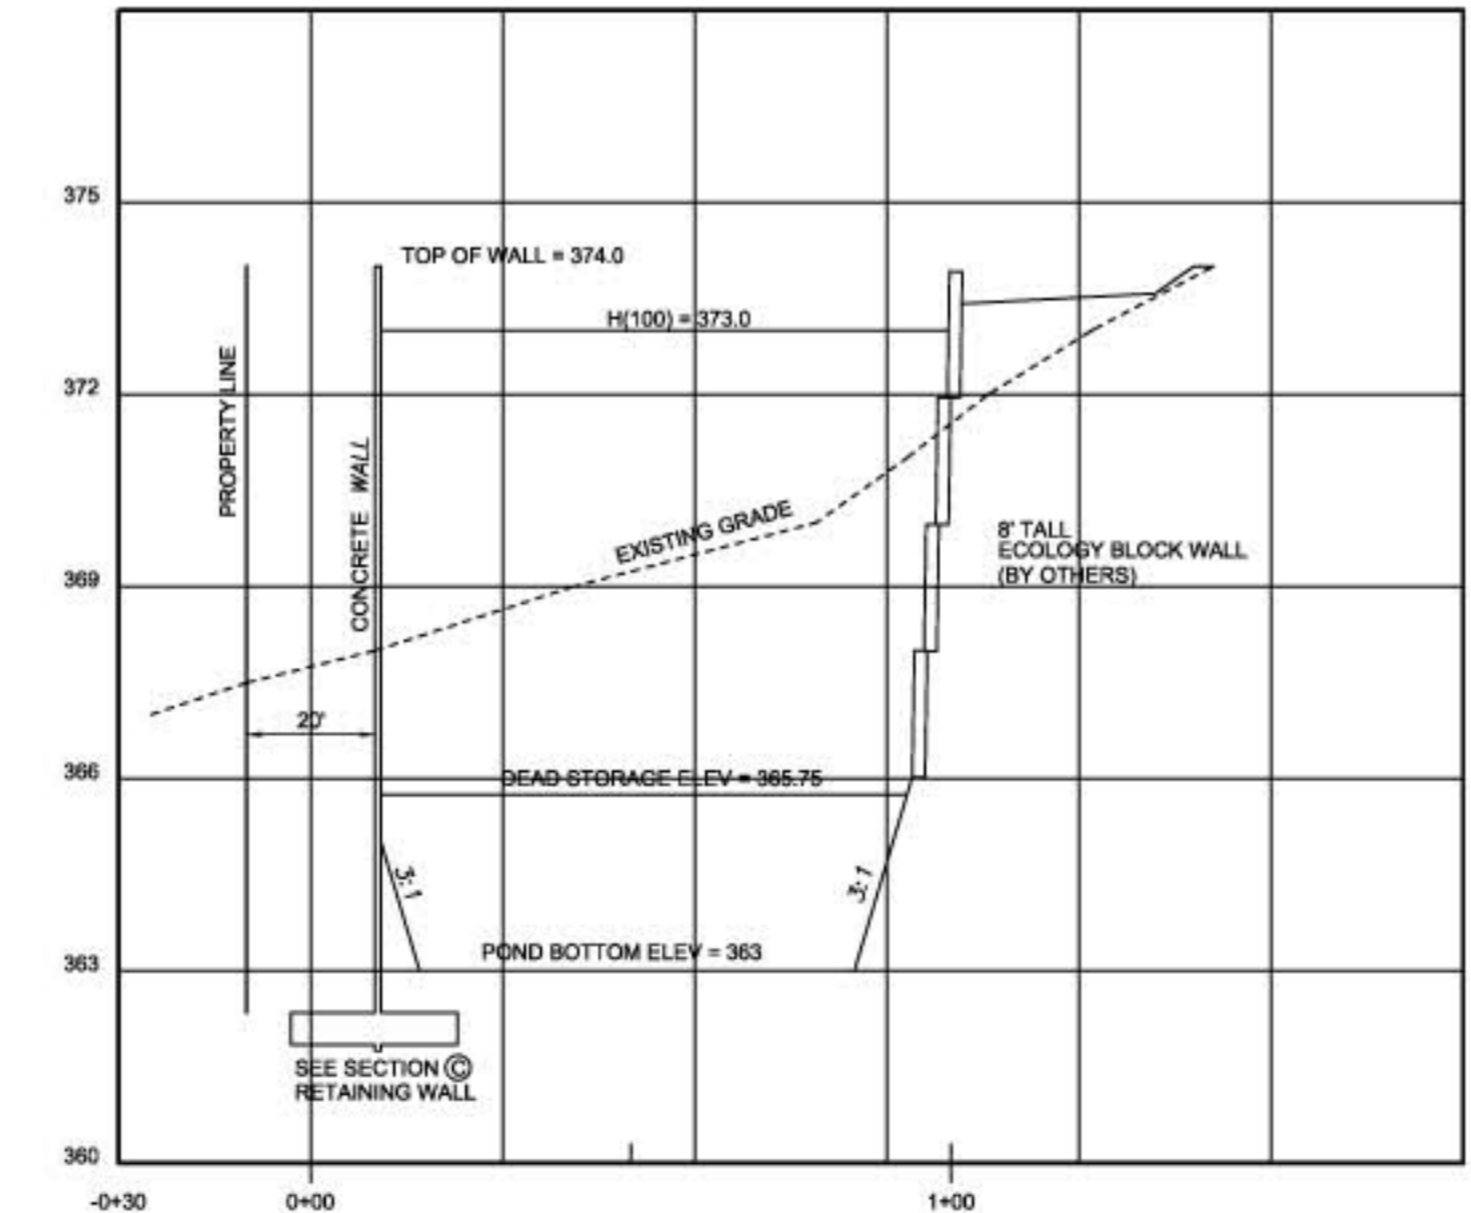 375
TOP OF WALL = 374.0
H(100) = 373.0
PROPERTY LINE
372
CONCRETE WALL
EXISTING GRADE
8' TALL
ECOLOGY BLOCK WALL
(BY OTHERS)
369
20'
366
DEAD STORAGE ELEV = 365.75
3:1
3:1
363
POND BOTTOM ELEV = 363
SEE SECTION Ⓒ
RETAINING WALL
360
-0+30
0+00
1+00